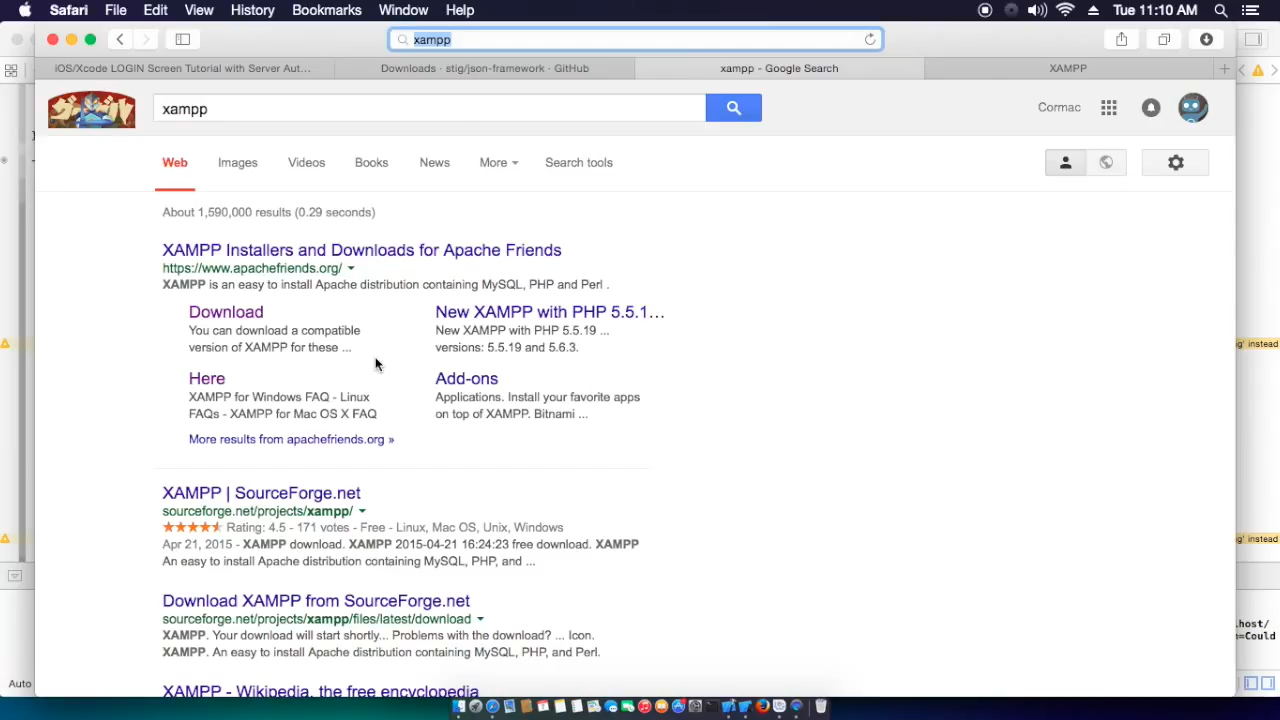 Safari File Edit View History Bookmarks Window Help Tue 11:10 AM
xampp
iOS/Xcode LOGIN Screen Tutorial with Server Aut... Downloads · stig/json-framework · GitHub xampp - Google Search XAMPP
グーグル xampp Cormac
Web Images Videos Books News More Search tools
About 1,590,000 results (0.29 seconds)
XAMPP Installers and Downloads for Apache Friends
https://www.apachefriends.org/
XAMPP is an easy to install Apache distribution containing MySQL, PHP and Perl .
Download
You can download a compatible
version of XAMPP for these ...
New XAMPP with PHP 5.5.1...
New XAMPP with PHP 5.5.19 ...
versions: 5.5.19 and 5.6.3.
Here
XAMPP for Windows FAQ - Linux
FAQs - XAMPP for Mac OS X FAQ
Add-ons
Applications. Install your favorite apps
on top of XAMPP. Bitnami ...
More results from apachefriends.org »
XAMPP | SourceForge.net
sourceforge.net/projects/xampp/
Rating: 4.5 - 171 votes - Free - Linux, Mac OS, Unix, Windows
Apr 21, 2015 - XAMPP download. XAMPP 2015-04-21 16:24:23 free download. XAMPP
An easy to install Apache distribution containing MySQL, PHP, and ...
Download XAMPP from SourceForge.net
sourceforge.net/projects/xampp/files/latest/download
XAMPP. Your download will start shortly... Problems with the download? ... Icon.
XAMPP. An easy to install Apache distribution containing MySQL, PHP, and Perl.
XAMPP - Wikipedia, the free encyclopedia
ng' instead
ng' instead
.host/
=Could
Auto